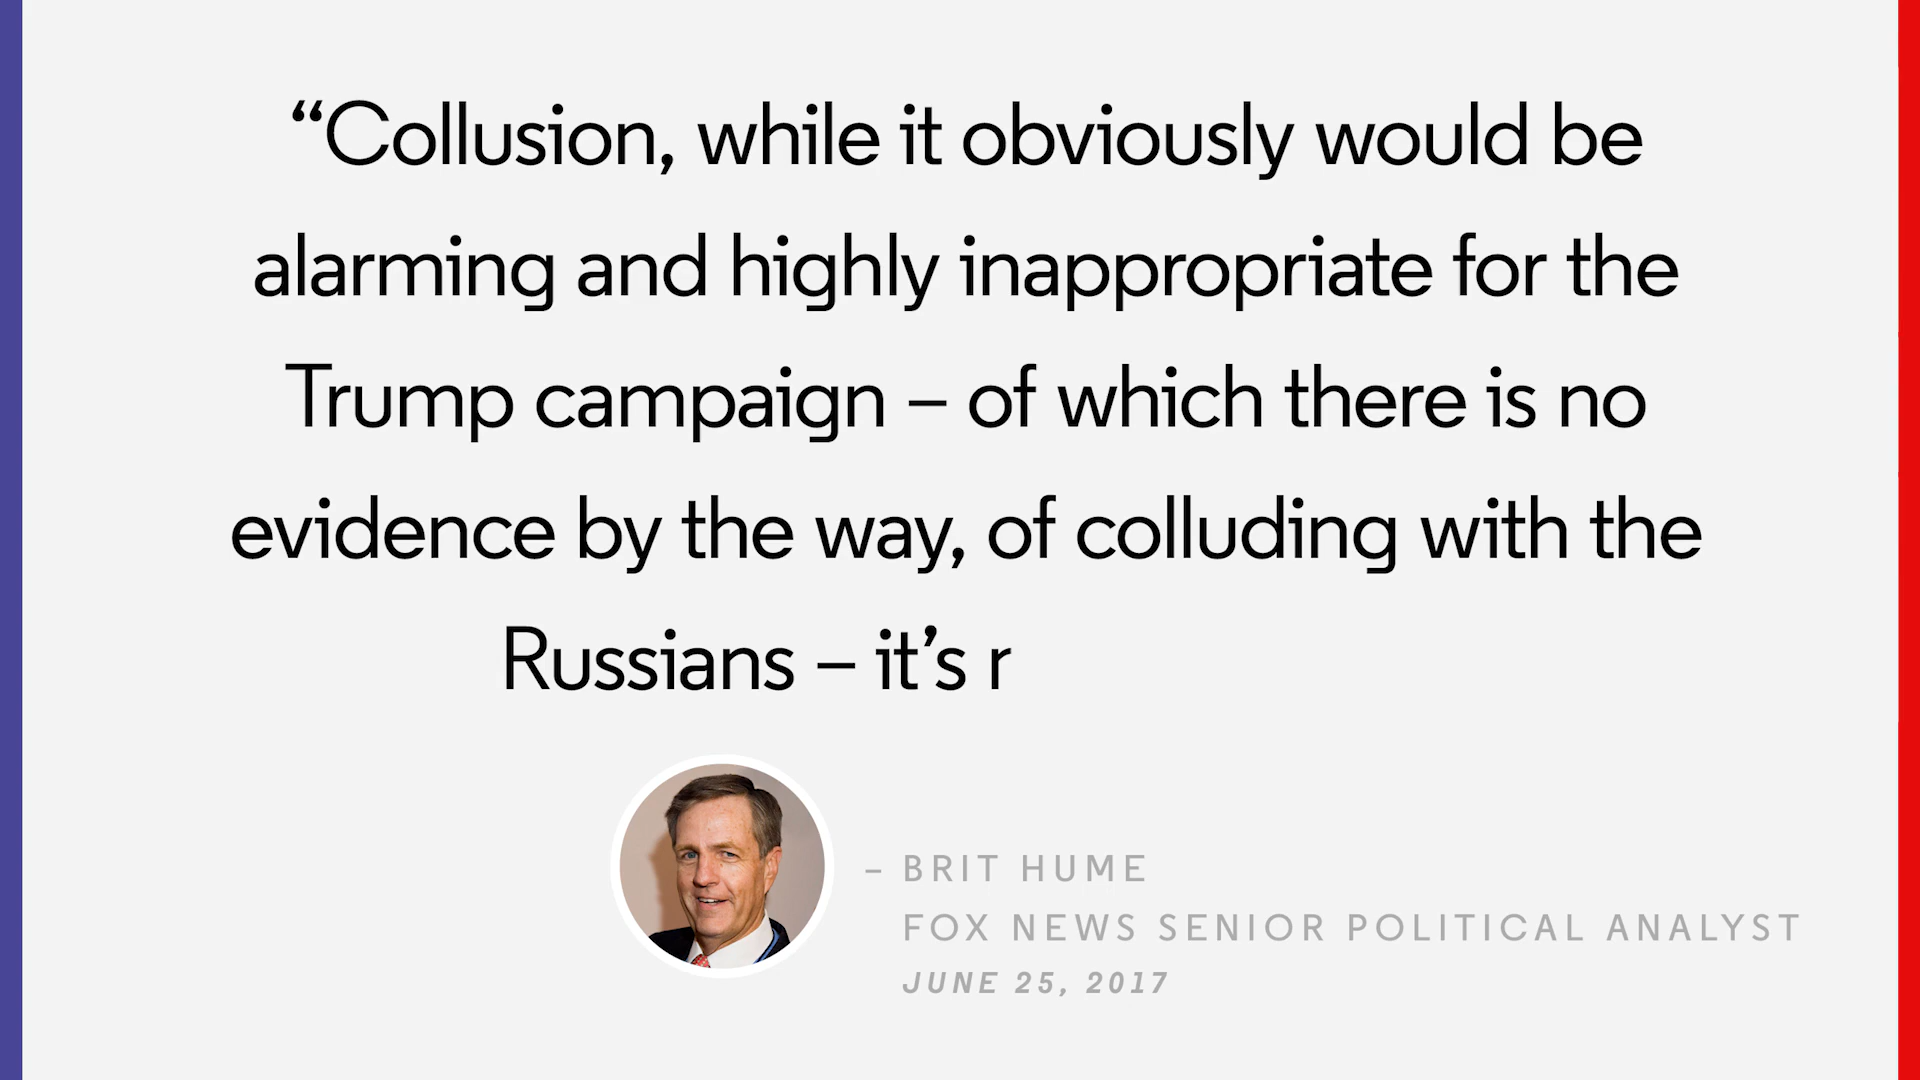 “Collusion, while it obviously would be
alarming and highly inappropriate for the
Trump campaign – of which there is no
evidence by the way, of colluding with the
Russians – it’s r
– BRIT HUME
FOX NEWS SENIOR POLITICAL ANALYST
JUNE 25, 2017